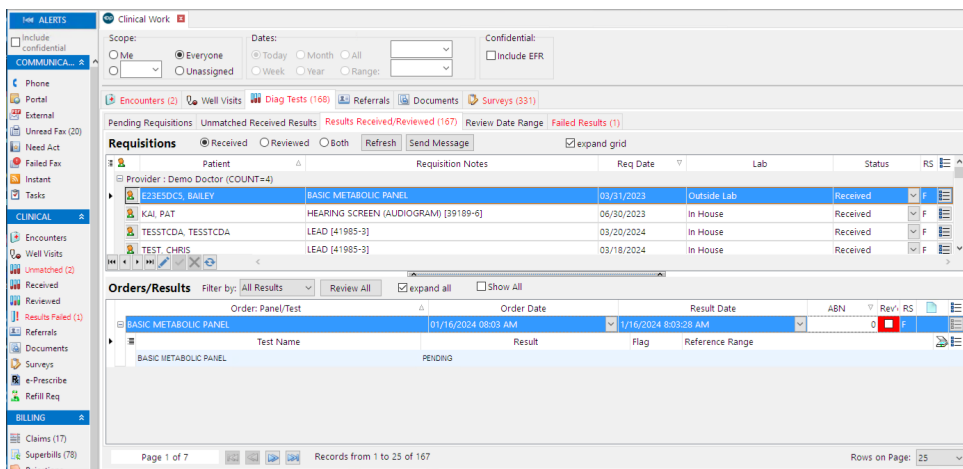 ALERTS
Include
confidential
COMMUNICA...
Phone
Portal
External
Unread Fax (20)
Need Act
Failed Fax
Instant
Tasks
CLINICAL
Encounters
Well Visits
Unmatched (2)
Received
Reviewed
Results Failed (1)
Referrals
Documents
Surveys
e-Prescribe
Refill Req
BILLING
Claims (17)
Superbills (78)
Clinical Work
Scope: Dates: Confidential:
Me Everyone Today Month All Include EFR
Unassigned Week Year Range:
Encounters (2) Well Visits Diag Tests (168) Referrals Documents Surveys (331)
Pending Requisitions Unmatched Received Results Results Received/Reviewed (167) Review Date Range Failed Results (1)
Requisitions Received Reviewed Both Refresh Send Message expand grid
Patient Requisition Notes Req Date Lab Status RS
Provider : Demo Doctor (COUNT=4)
E23ESDCS, BAILEY BASIC METABOLIC PANEL 03/31/2023 Outside Lab Received F
KAI, PAT HEARING SCREEN (AUDIOGRAM) [39189-6] 06/30/2023 In House Received F
TESSTCDA, TESSTCDA LEAD [41985-3] 03/20/2024 In House Received F
TEST, CHRIS LEAD [41985-3] 03/18/2024 In House Received F
Orders/Results Filter by: All Results Review All expand all Show All
Order: Panel/Test Order Date Result Date ABN Rev' RS
BASIC METABOLIC PANEL 01/16/2024 08:03 AM 1/16/2024 8:03:28 AM 0 F
Test Name Result Flag Reference Range
BASIC METABOLIC PANEL PENDING
Page 1 of 7 Records from 1 to 25 of 167 Rows on Page: 25